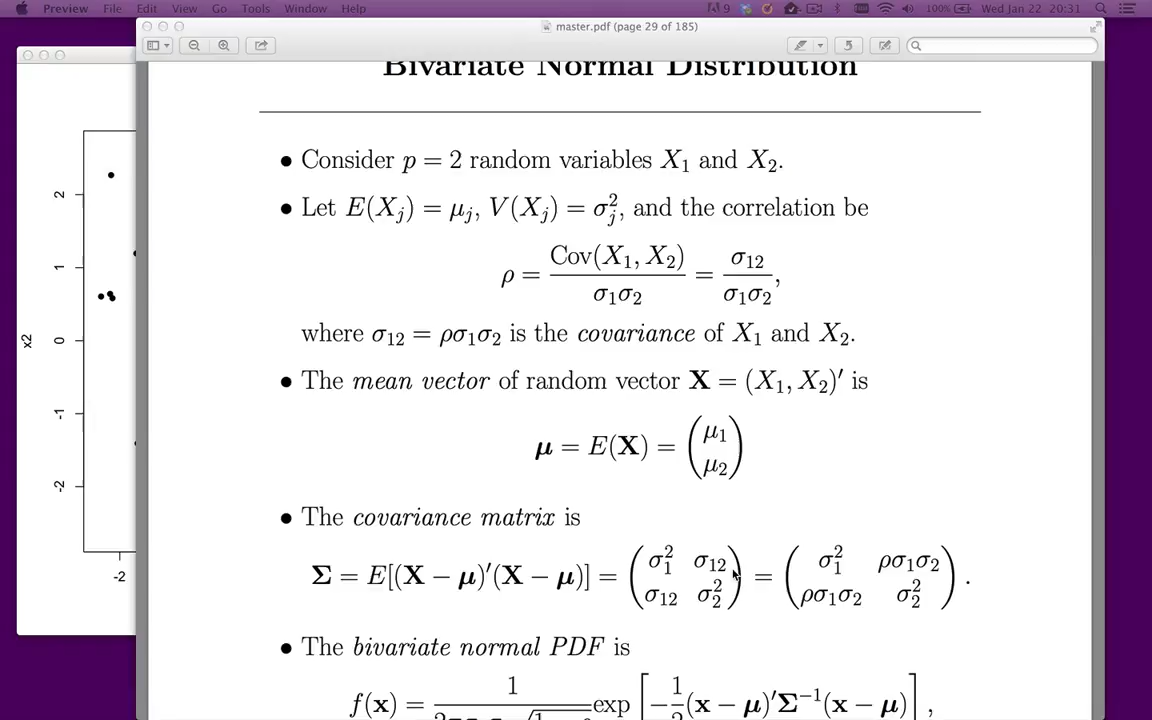 Preview File Edit View Go Tools Window Help 9 100% Wed Jan 22 20:31
master.pdf (page 29 of 185)
Bivariate Normal Distribution
• Consider p = 2 random variables X₁ and X₂.
• Let E(Xⱼ) = μⱼ, V(Xⱼ) = σⱼ², and the correlation be
ρ = Cov(X₁, X₂) / σ₁σ₂ = σ₁₂ / σ₁σ₂,
where σ₁₂ = ρσ₁σ₂ is the covariance of X₁ and X₂.
• The mean vector of random vector X = (X₁, X₂)′ is
μ = E(X) = (μ₁ μ₂)
• The covariance matrix is
Σ = E[(X − μ)′(X − μ)] = (σ₁² σ₁₂ σ₁₂ σ₂²) = (σ₁² ρσ₁σ₂ ρσ₁σ₂ σ₂²).
• The bivariate normal PDF is
f(x) = 1 exp [−1/2 (x − μ)′Σ⁻¹(x − μ)],
x2
2
1
0
-1
-2
-2